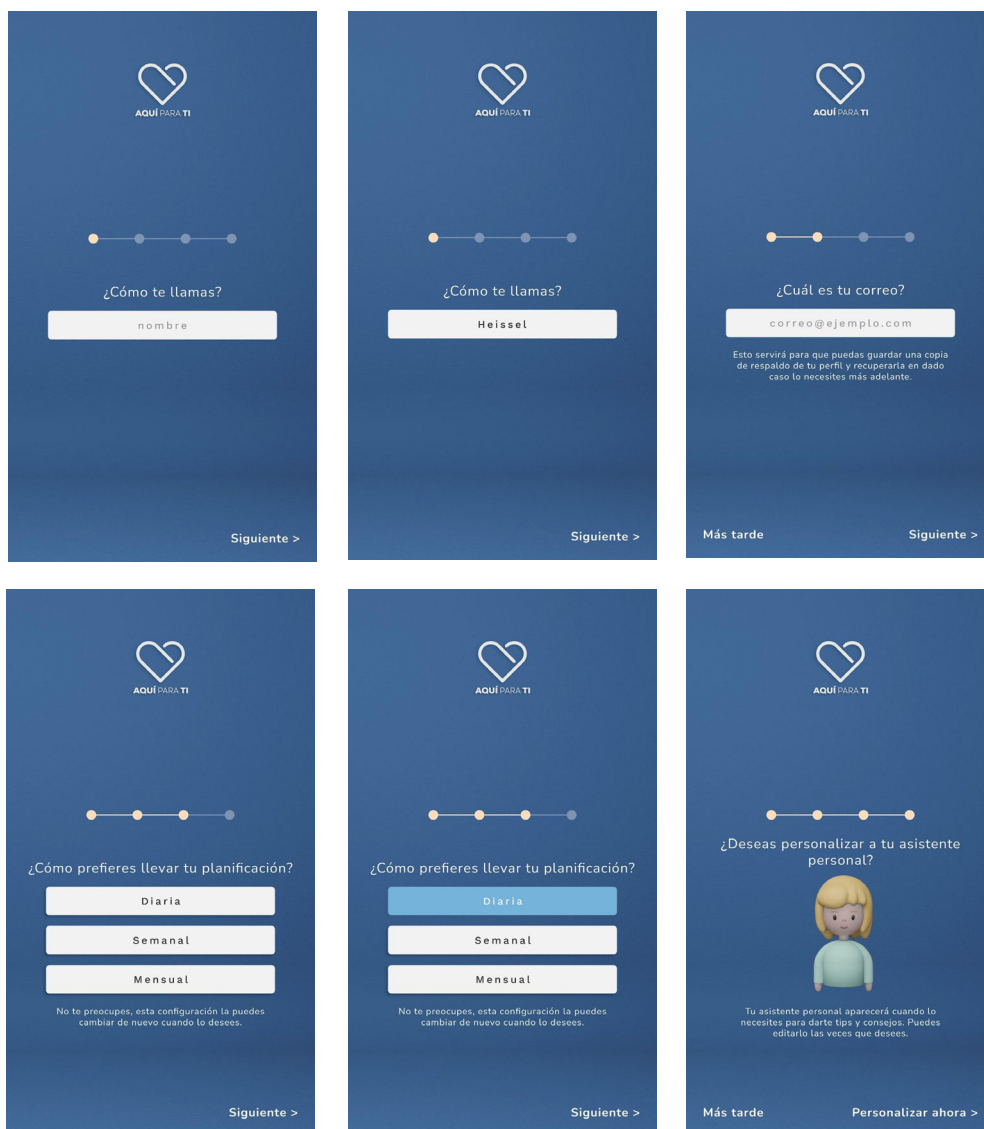 AQUÍ PARA TI
¿Cómo te llamas?
nombre
Siguiente >
AQUÍ PARA TI
¿Cómo te llamas?
Heissel
Siguiente >
AQUÍ PARA TI
¿Cuál es tu correo?
correo@ejemplo.com
Esto servirá para que puedas guardar una copia
de respaldo de tu perfil y recuperarla en dado
caso lo necesites más adelante.
Más tarde
Siguiente >
AQUÍ PARA TI
¿Cómo prefieres llevar tu planificación?
Diaria
Semanal
Mensual
No te preocupes, esta configuración la puedes
cambiar de nuevo cuando lo desees.
Siguiente >
AQUÍ PARA TI
¿Cómo prefieres llevar tu planificación?
Diaria
Semanal
Mensual
No te preocupes, esta configuración la puedes
cambiar de nuevo cuando lo desees.
Siguiente >
AQUÍ PARA TI
¿Deseas personalizar a tu asistente
personal?
Tu asistente personal aparecerá cuando lo
necesites para darte tips y consejos. Puedes
editarlo las veces que desees.
Más tarde
Personalizar ahora >